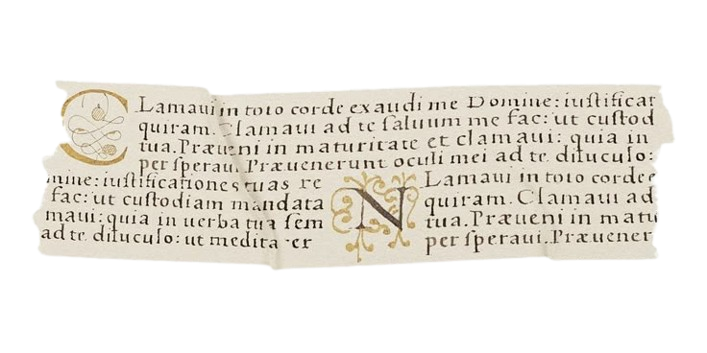 C Lamaui in toto corde exaudi me Domine: iustificat
quiram. Clamaui ad te saluum me fac: ut custod
tua. Præueni in maturitate et clamaui: quia in
per speraui. Præuenerunt oculi mei ad te diluculo:
mine: iustificationes tuas re
fac: ut custodiam mandata
maui: quia in uerba tua sem
ad te diluculo: ut medita er
N Lamaui in toto corde e
quiram. Clamaui ad
tua. Præueni in matu
per speraui. Præuener